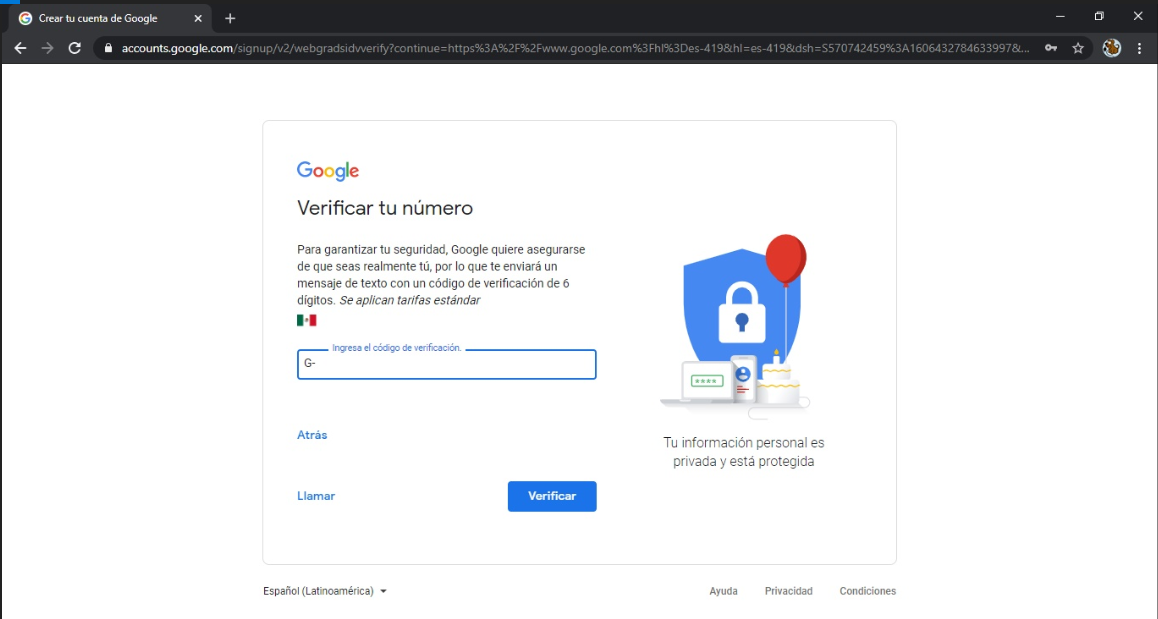 Crear tu cuenta de Google
accounts.google.com/signup/v2/webgradsidvverify?continue=https%3A%2F%2Fwww.google.com%3Fhl%3Des-419&hl=es-419&dsh=S570742459%3A1606432784633997&...
Google
Verificar tu número
Para garantizar tu seguridad, Google quiere asegurarse
de que seas realmente tú, por lo que te enviará un
mensaje de texto con un código de verificación de 6
dígitos. Se aplican tarifas estándar
Ingresa el código de verificación.
G-
****
Atrás
Tu información personal es
privada y está protegida
Llamar
Verificar
Español (Latinoamérica)
Ayuda
Privacidad
Condiciones